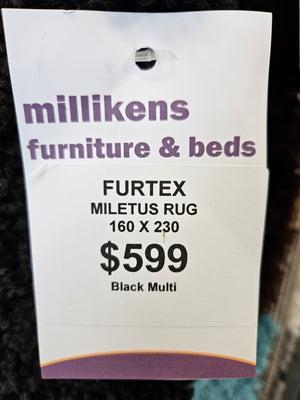 millikens
furniture & beds
FURTEX
MILETUS RUG
160 X 230
$599
Black Multi